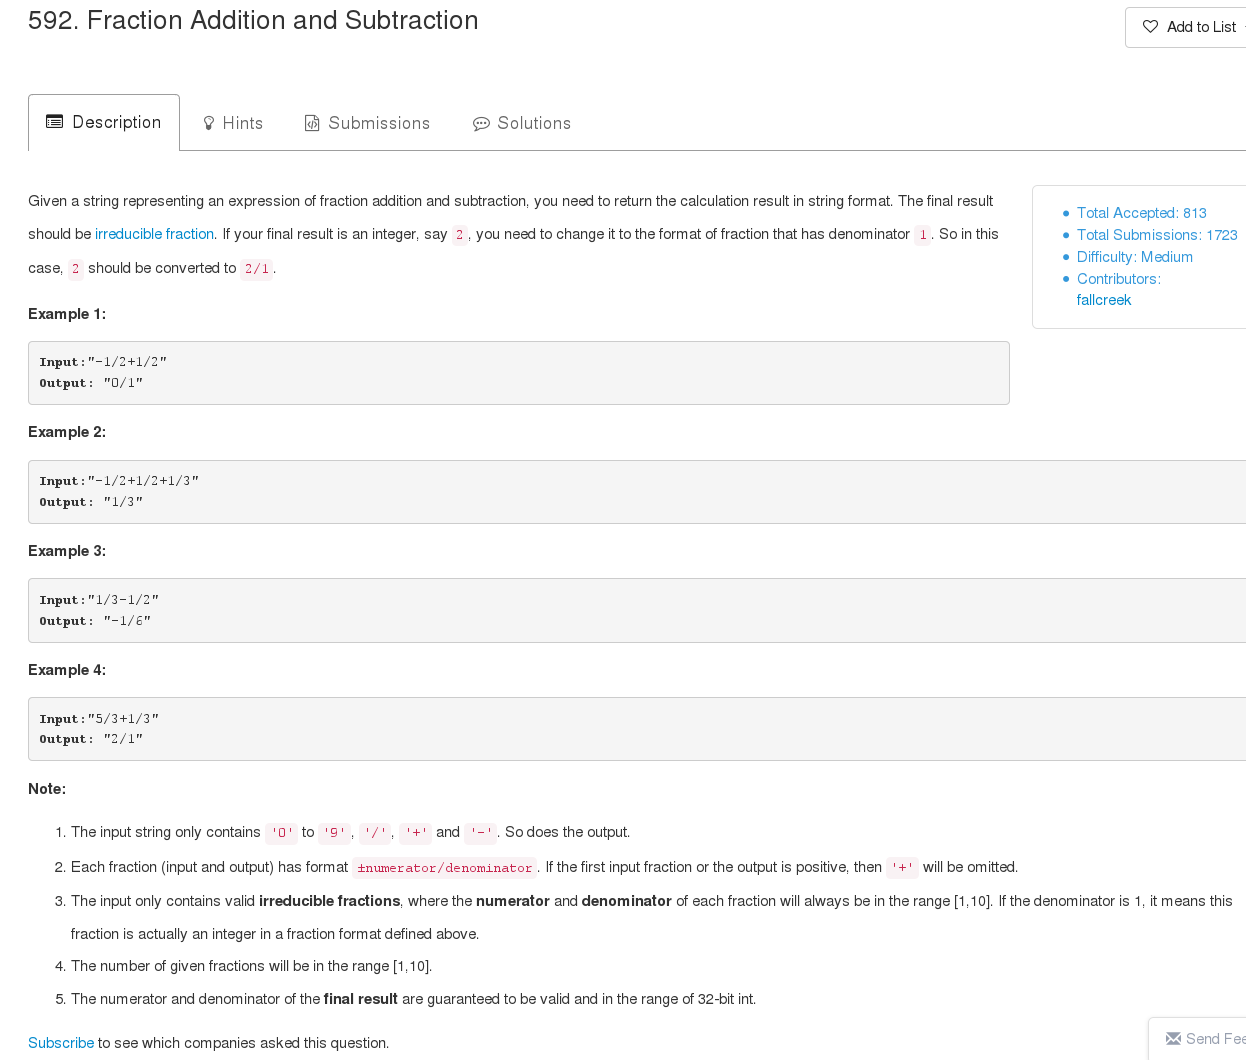 592. Fraction Addition and Subtraction
Add to List
Description
Hints
Submissions
Solutions
Given a string representing an expression of fraction addition and subtraction, you need to return the calculation result in string format. The final result
should be irreducible fraction. If your final result is an integer, say 2, you need to change it to the format of fraction that has denominator 1. So in this
case, 2 should be converted to 2/1.
Total Accepted: 813
Total Submissions: 1723
Difficulty: Medium
Contributors:
fallcreek
Example 1:
Input:"-1/2+1/2"
Output: "0/1"
Example 2:
Input:"-1/2+1/2+1/3"
Output: "1/3"
Example 3:
Input:"1/3-1/2"
Output: "-1/6"
Example 4:
Input:"5/3+1/3"
Output: "2/1"
Note:
1. The input string only contains '0' to '9', '/', '+' and '-'. So does the output.
2. Each fraction (input and output) has format ±numerator/denominator. If the first input fraction or the output is positive, then '+' will be omitted.
3. The input only contains valid irreducible fractions, where the numerator and denominator of each fraction will always be in the range [1,10]. If the denominator is 1, it means this
fraction is actually an integer in a fraction format defined above.
4. The number of given fractions will be in the range [1,10].
5. The numerator and denominator of the final result are guaranteed to be valid and in the range of 32-bit int.
Subscribe to see which companies asked this question.
Send Fee